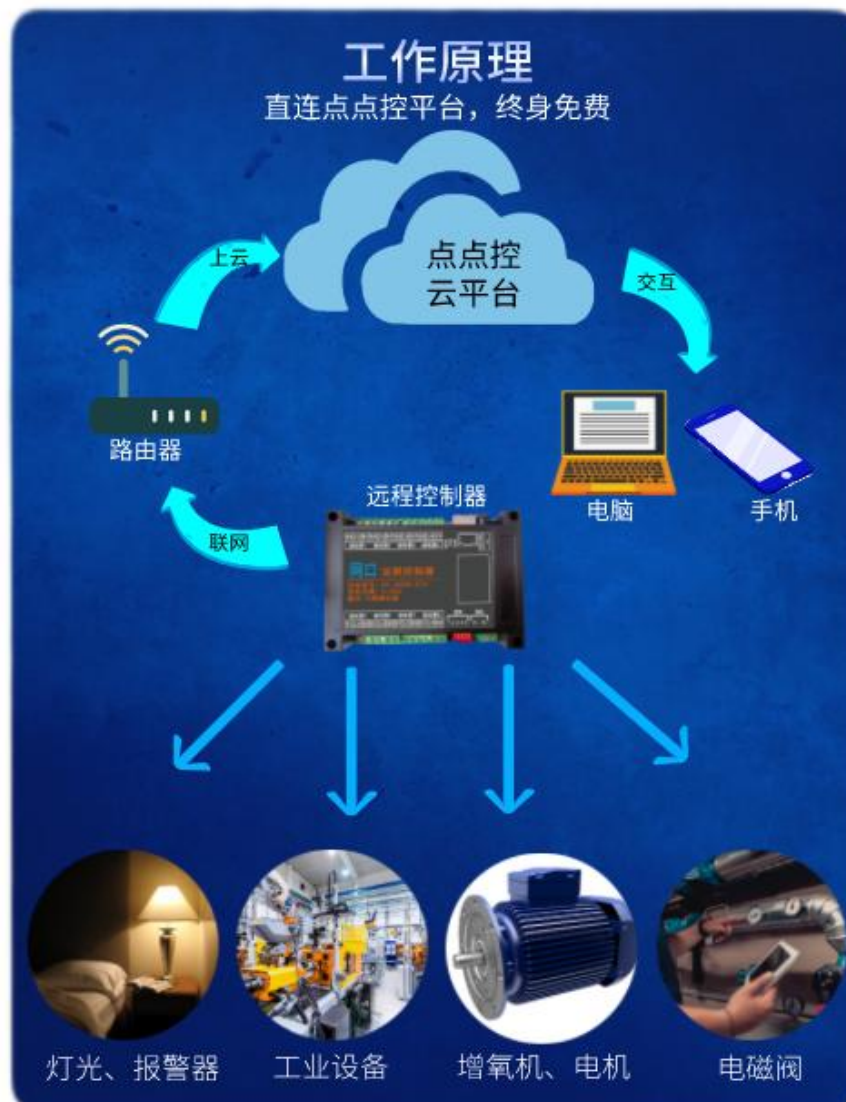 工作原理
直连点点控平台，终身免费
上云
点点控
云平台
交互
路由器
电脑
手机
远程控制器
联网
灯光、报警器
工业设备
增氧机、电机
电磁阀